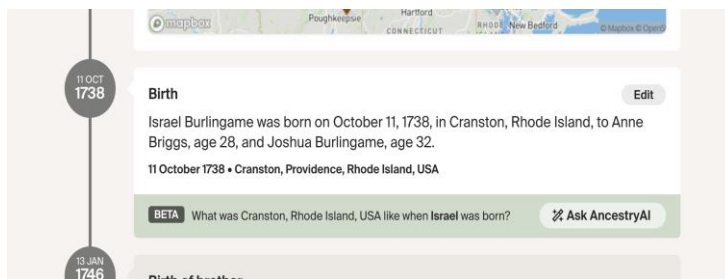 mapbox
Poughkeepsie
Hartford
CONNECTICUT
RHODE
New Bedford
© Mapbox © OpenS
11 OCT
1738
Birth
Edit
Israel Burlingame was born on October 11, 1738, in Cranston, Rhode Island, to Anne
Briggs, age 28, and Joshua Burlingame, age 32.
11 October 1738 • Cranston, Providence, Rhode Island, USA
BETA What was Cranston, Rhode Island, USA like when Israel was born?
Ask AncestryAI
13 JAN
1746
Birth of brother